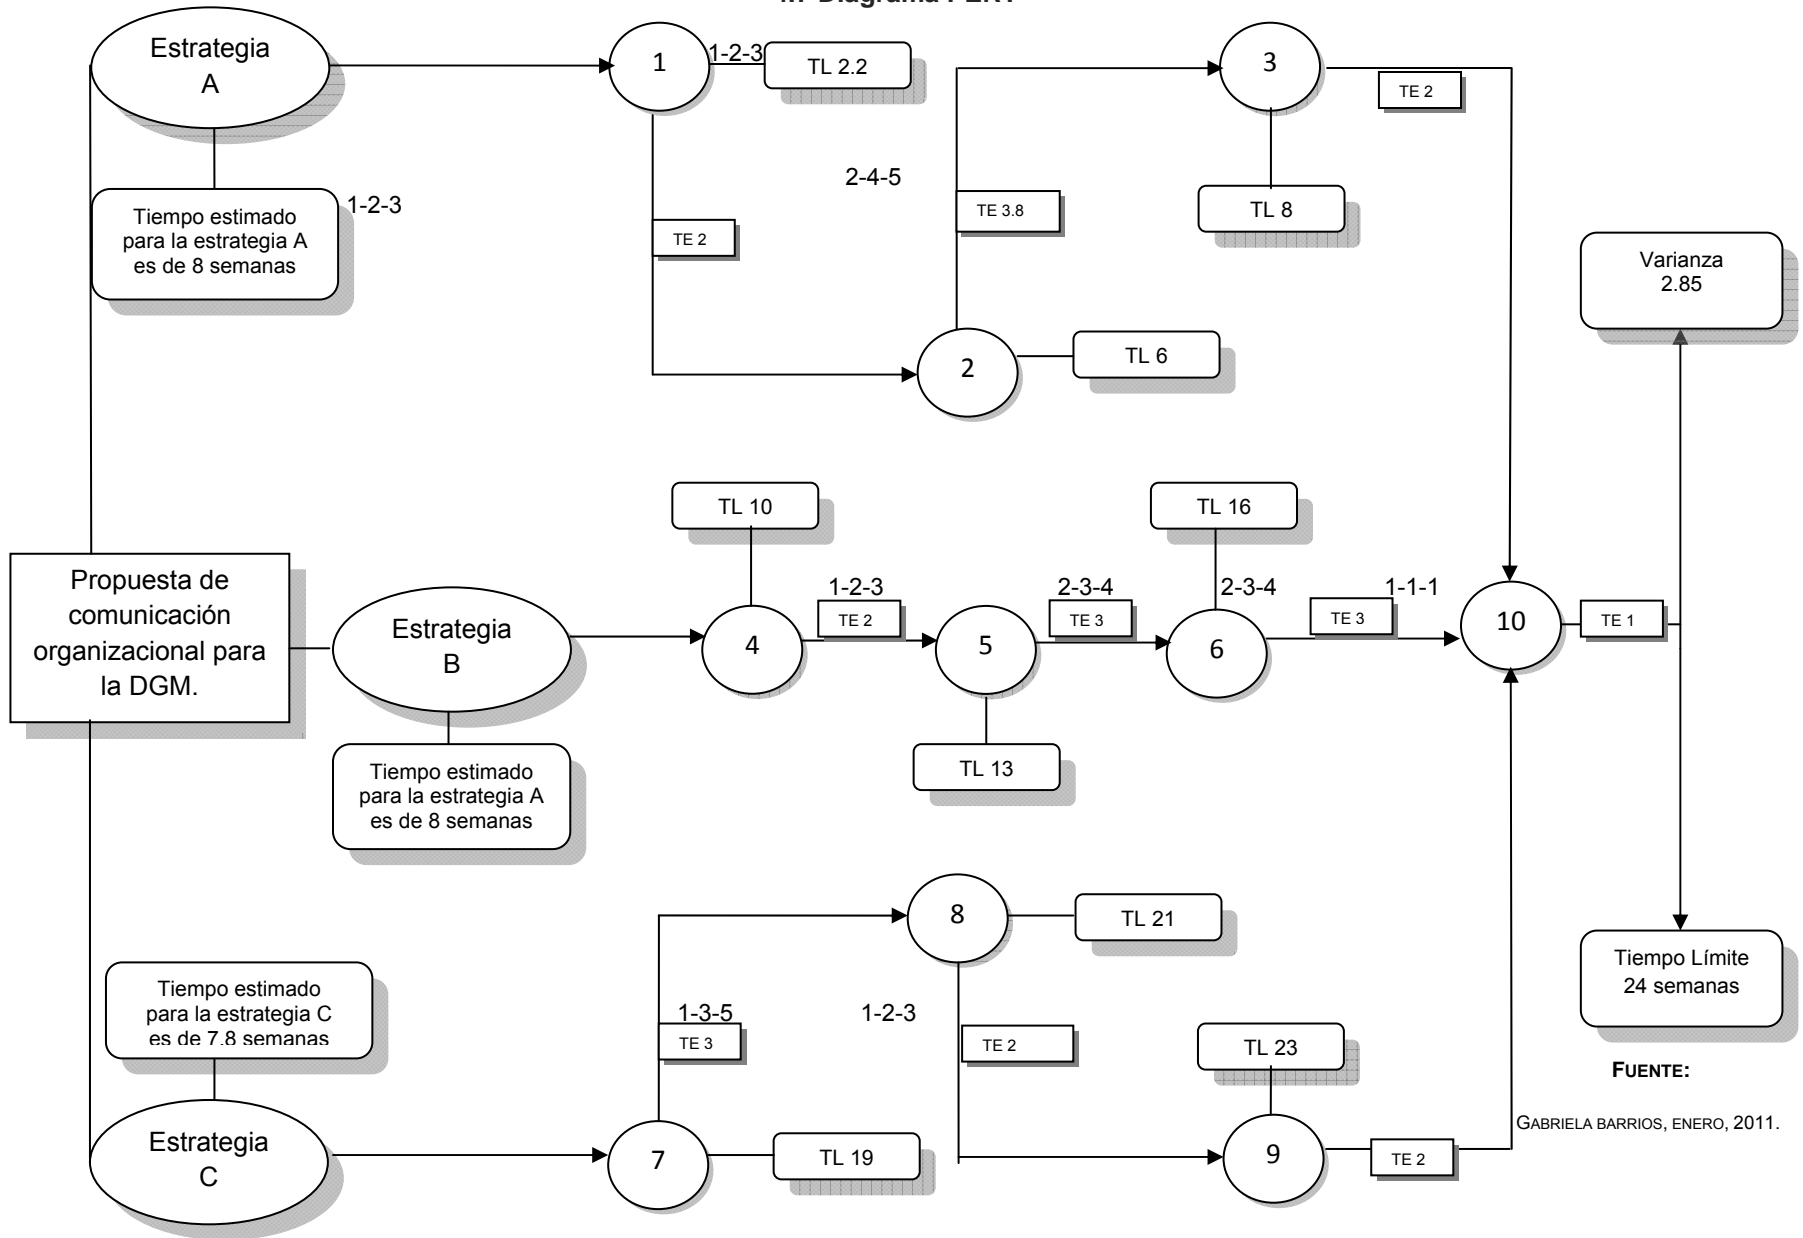 Estrategia
A
1
1-2-3
TL 2.2
3
TE 2
Tiempo estimado
para la estrategia A
es de 8 semanas
1-2-3
TE 2
2-4-5
TE 3.8
TL 8
2
TL 6
Varianza
2.85
Propuesta de
comunicación
organizacional para
la DGM.
Estrategia
B
Tiempo estimado
para la estrategia A
es de 8 semanas
TL 10
4
1-2-3
TE 2
5
TL 13
2-3-4
TE 3
TL 16
2-3-4
6
1-1-1
TE 3
10
TE 1
Tiempo estimado
para la estrategia C
es de 7.8 semanas
Estrategia
C
7
TL 19
1-3-5
TE 3
8
TL 21
1-2-3
TE 2
TL 23
9
TE 2
Tiempo Límite
24 semanas
FUENTE:
GABRIELA BARRIOS, ENERO, 2011.